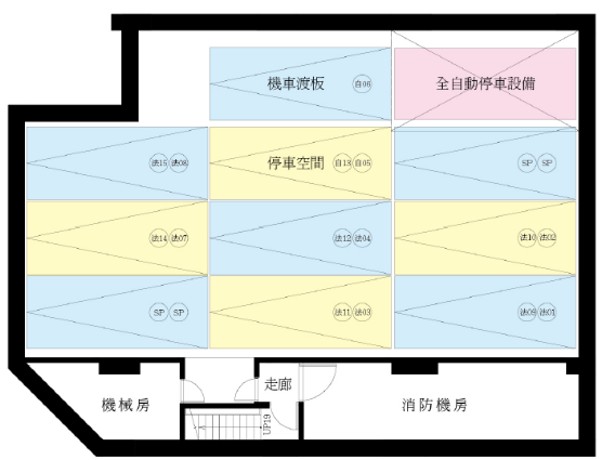 機車渡板 自06
全自動停車設備
法15 法08
停車空間 自13 自05
SP SP
法14 法07
法12 法04
法10 法02
SP SP
法11 法03
法09 法01
走廊
機械房
消防機房
UP19